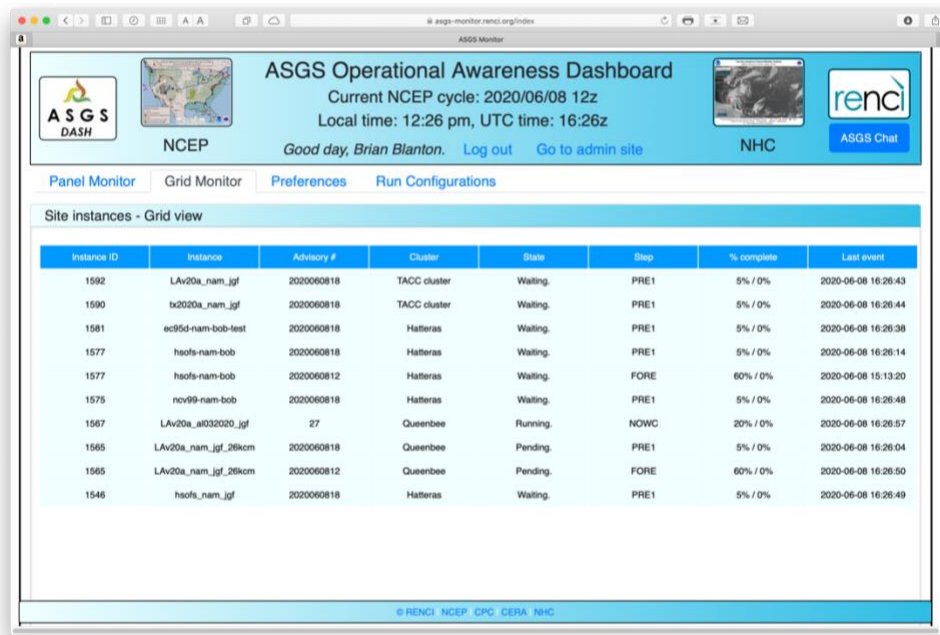 asgs-monitor.renci.org/index
ASGS Monitor
a
A A
ASGS
DASH
NCEP
ASGS Operational Awareness Dashboard
Current NCEP cycle: 2020/06/08 12z
Local time: 12:26 pm, UTC time: 16:26z
Good day, Brian Blanton. Log out Go to admin site
NHC
renci
ASGS Chat
Panel Monitor Grid Monitor Preferences Run Configurations
Site instances - Grid view
Instance ID Instance Advisory # Cluster State Step % complete Last event
1592 LAv20a_nam_jgf 2020060818 TACC cluster Waiting. PRE1 5% / 0% 2020-06-08 16:26:43
1590 tx2020a_nam_jgf 2020060818 TACC cluster Waiting. PRE1 5% / 0% 2020-06-08 16:26:44
1581 ec95d-nam-bob-test 2020060818 Hatteras Waiting. PRE1 5% / 0% 2020-06-08 16:26:38
1577 hsofs-nam-bob 2020060818 Hatteras Waiting. PRE1 5% / 0% 2020-06-08 16:26:14
1577 hsofs-nam-bob 2020060812 Hatteras Waiting. FORE 60% / 0% 2020-06-08 15:13:20
1575 ncv99-nam-bob 2020060818 Hatteras Waiting. PRE1 5% / 0% 2020-06-08 16:26:48
1567 LAv20a_al032020_jgf 27 Queenbee Running. NOWC 20% / 0% 2020-06-08 16:26:57
1565 LAv20a_nam_jgf_26kcm 2020060818 Queenbee Pending. PRE1 5% / 0% 2020-06-08 16:26:04
1565 LAv20a_nam_jgf_26kcm 2020060812 Queenbee Pending. FORE 60% / 0% 2020-06-08 16:26:50
1546 hsofs_nam_jgf 2020060818 Hatteras Waiting. PRE1 5% / 0% 2020-06-08 16:26:49
© RENCI NCEP CPC CERA NHC